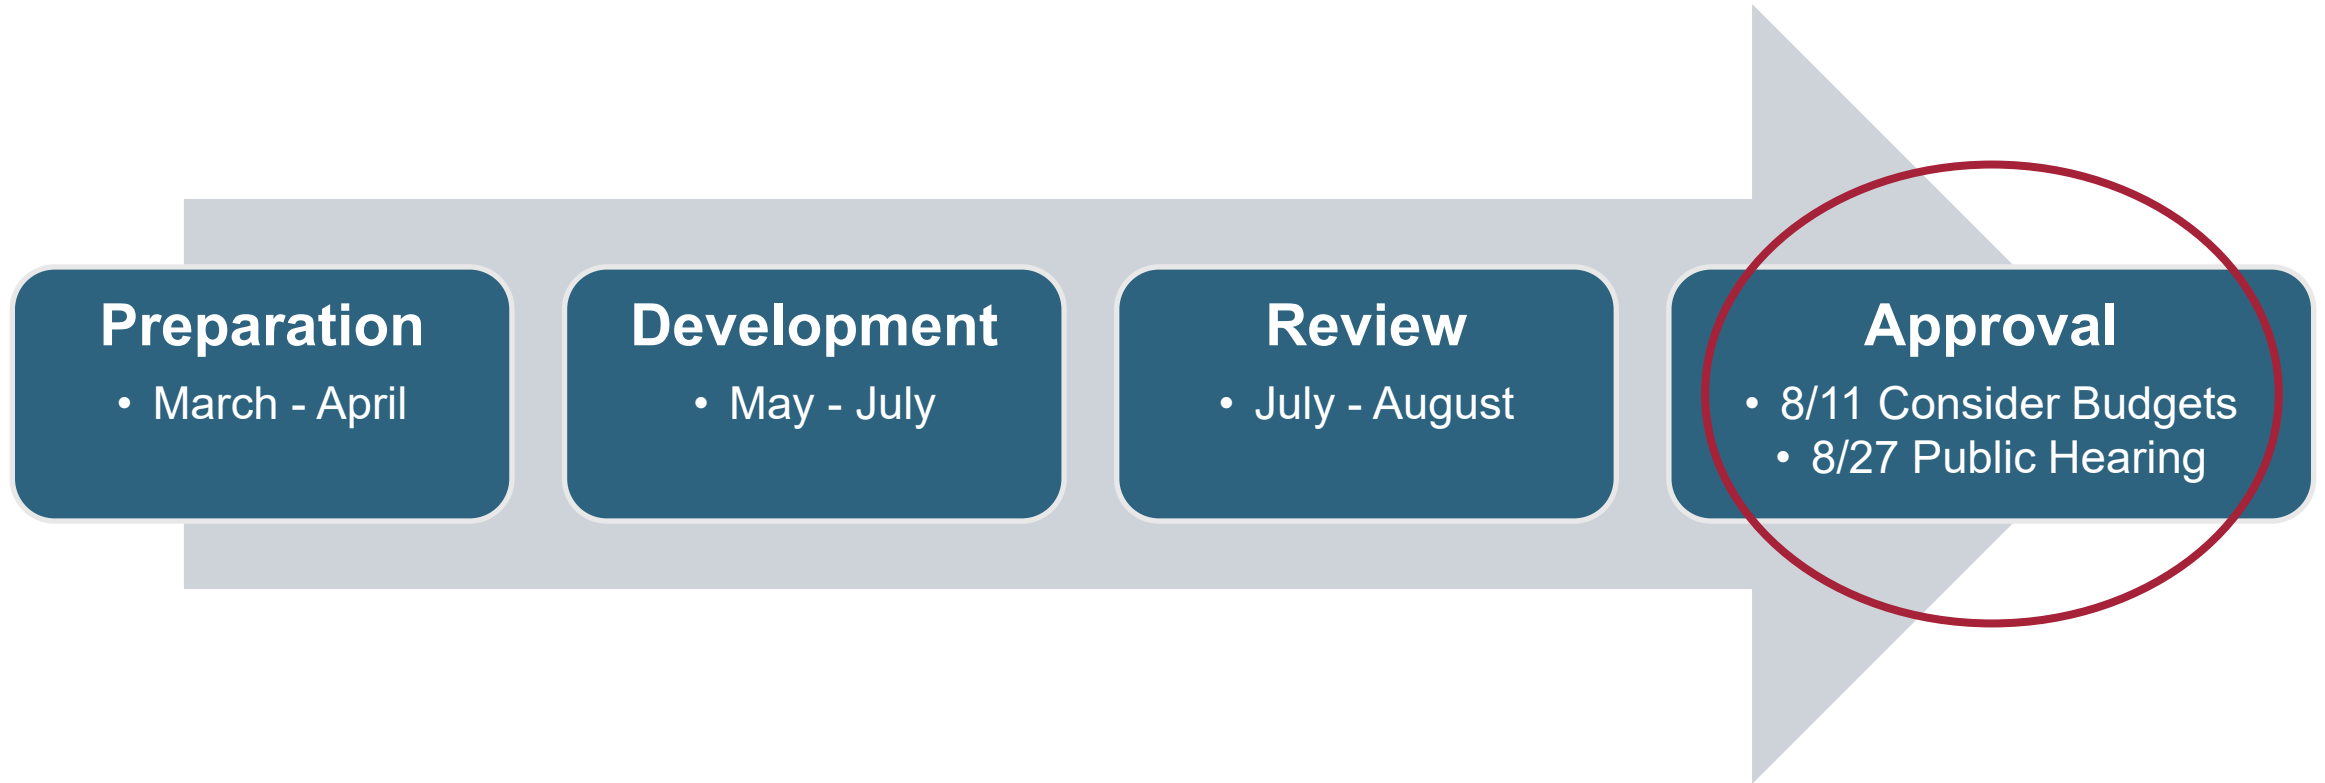 Preparation
• March - April
Development
• May - July
Review
• July - August
Approval
• 8/11 Consider Budgets
• 8/27 Public Hearing